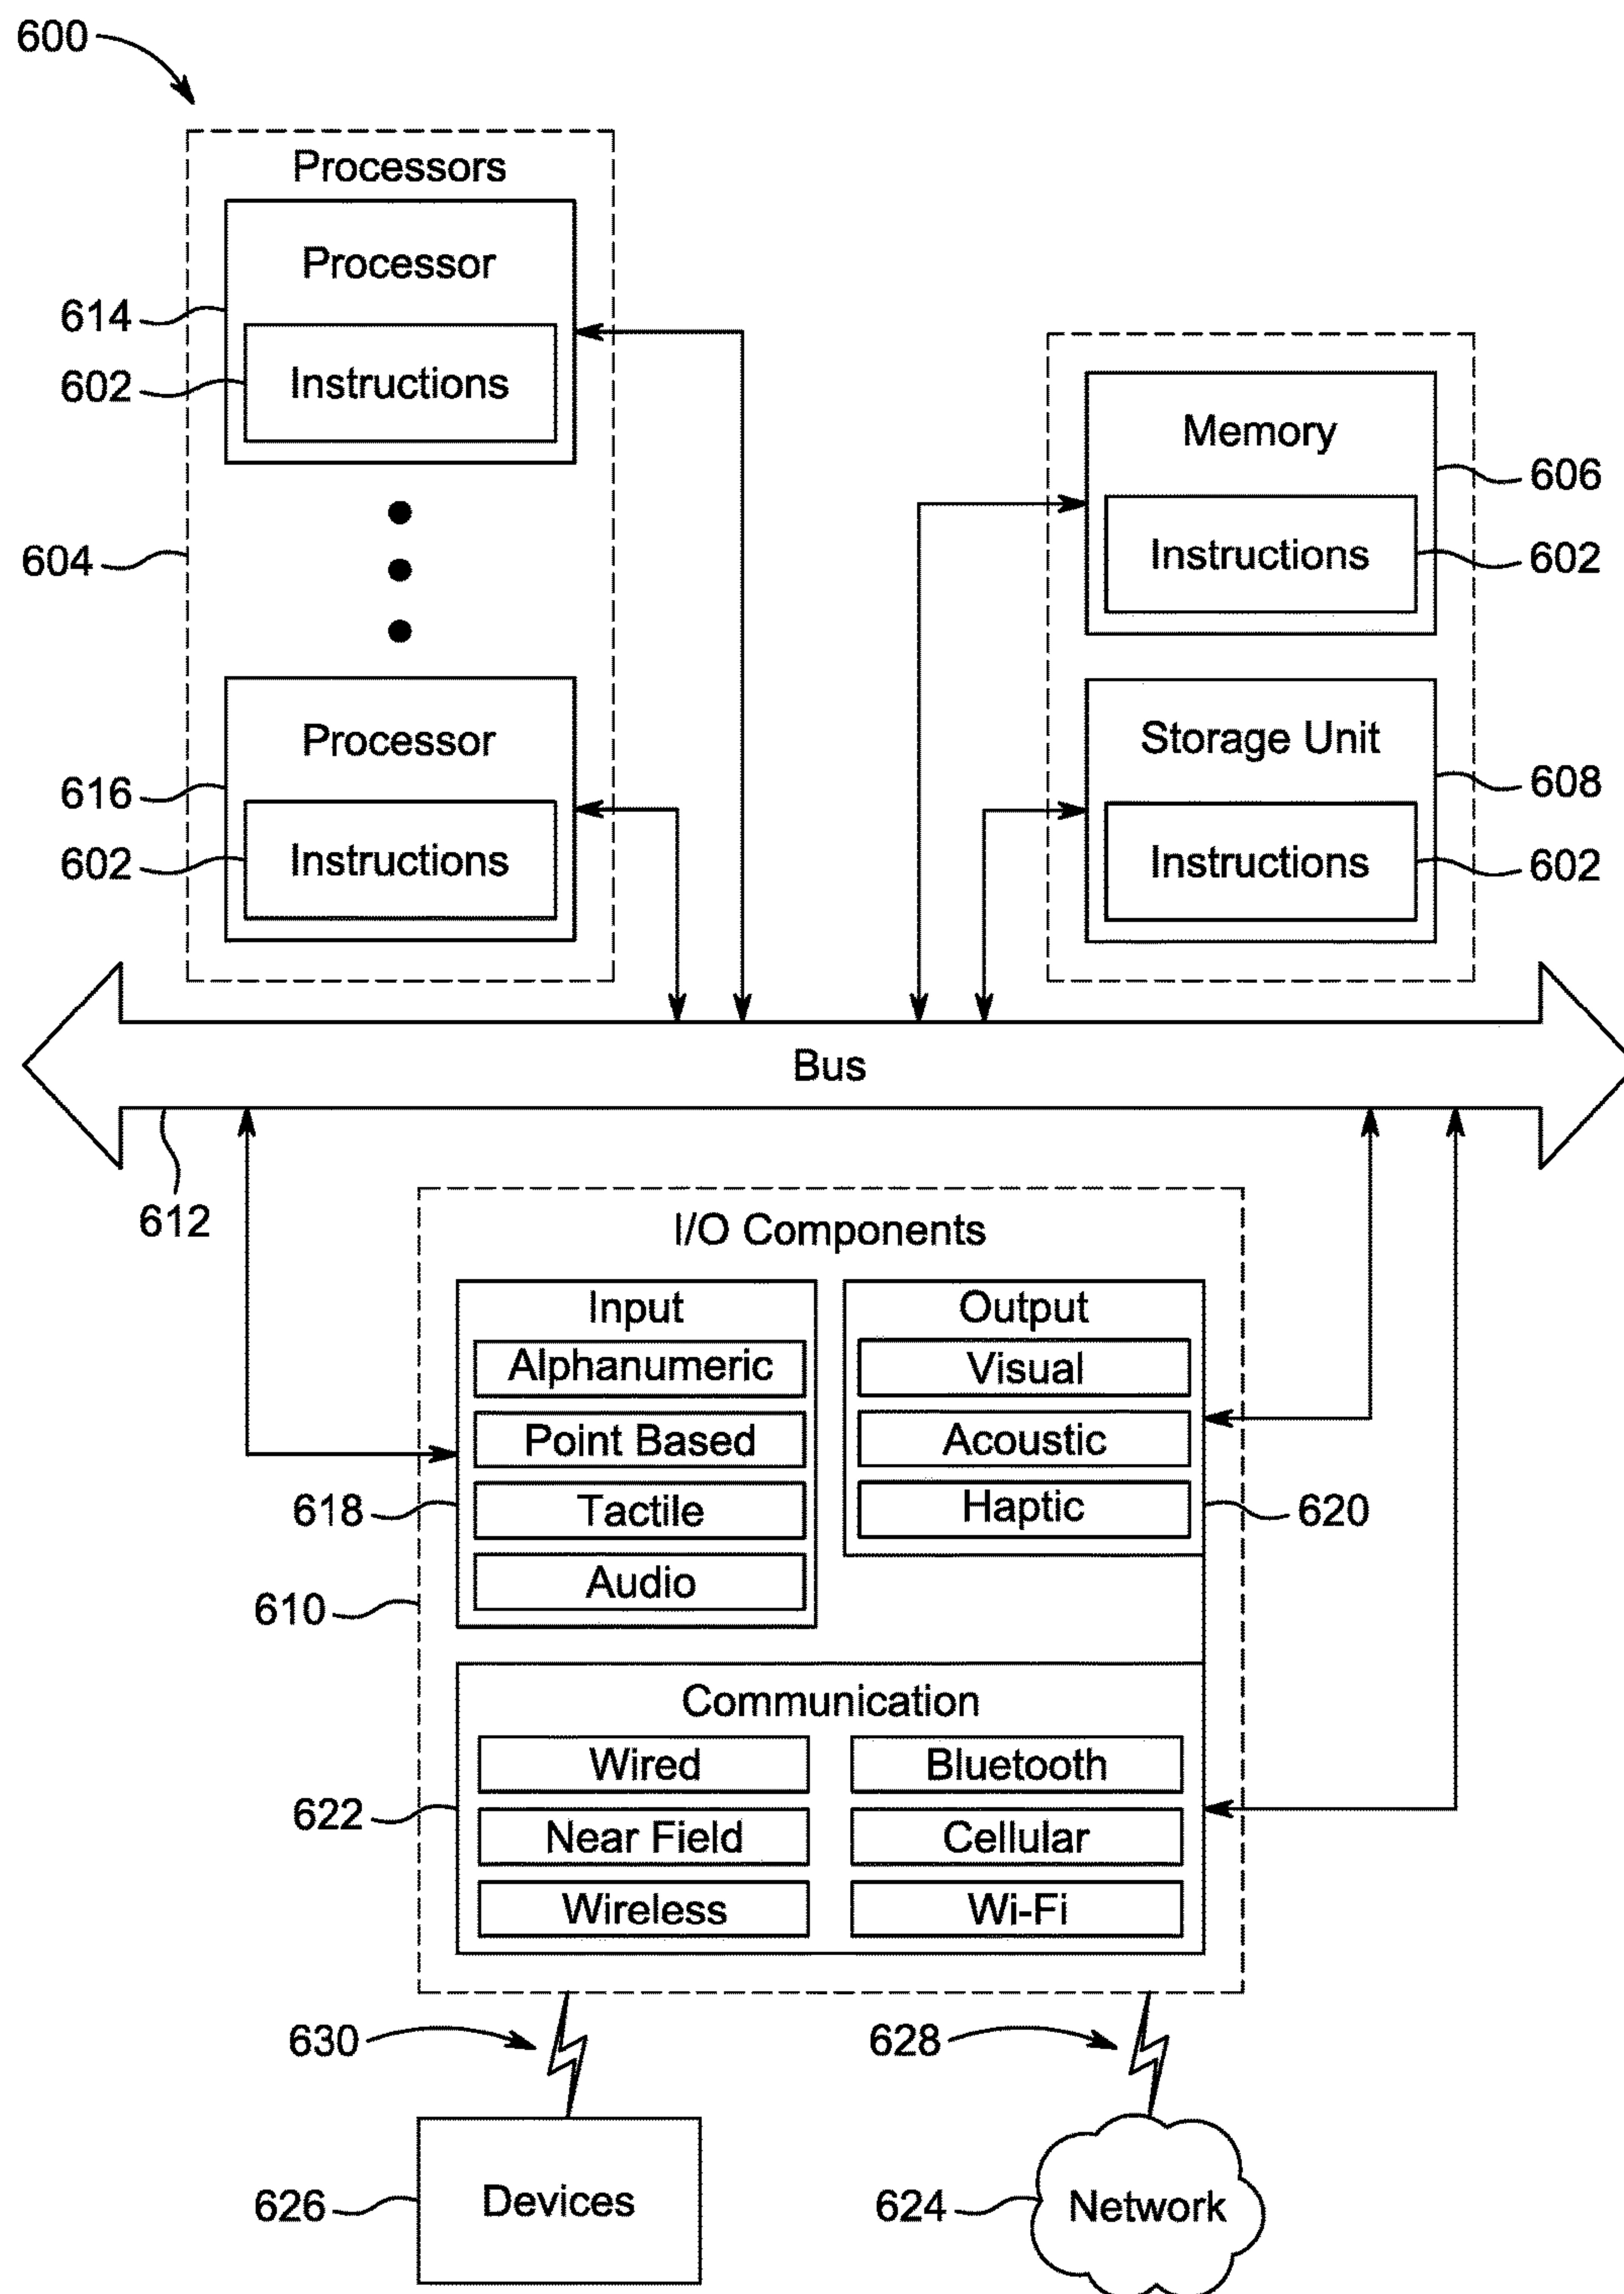 600
Processors
Processor
614
602
Instructions
604
Processor
616
602
Instructions
Memory
606
Instructions
602
Storage Unit
608
Instructions
602
Bus
612
I/O Components
Input
Alphanumeric
Point Based
618
Tactile
Audio
610
Output
Visual
Acoustic
Haptic
620
Communication
Wired
Bluetooth
622
Near Field
Cellular
Wireless
Wi-Fi
630
628
626
Devices
624
Network